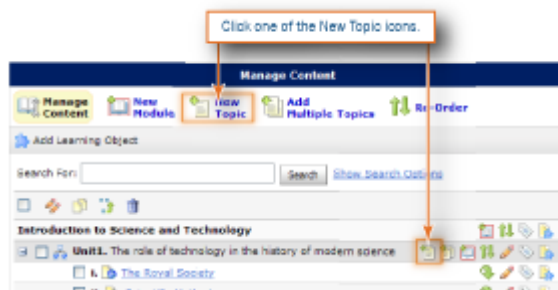 Click one of the New Topic icons.
Manage Content
Manage Content
New Module
New Topic
Add Multiple Topics
Re-Order
Add Learning Object
Search For:
Search
Show Search Options
Introduction to Science and Technology
Unit1. The role of technology in the history of modern science
1. The Royal Society